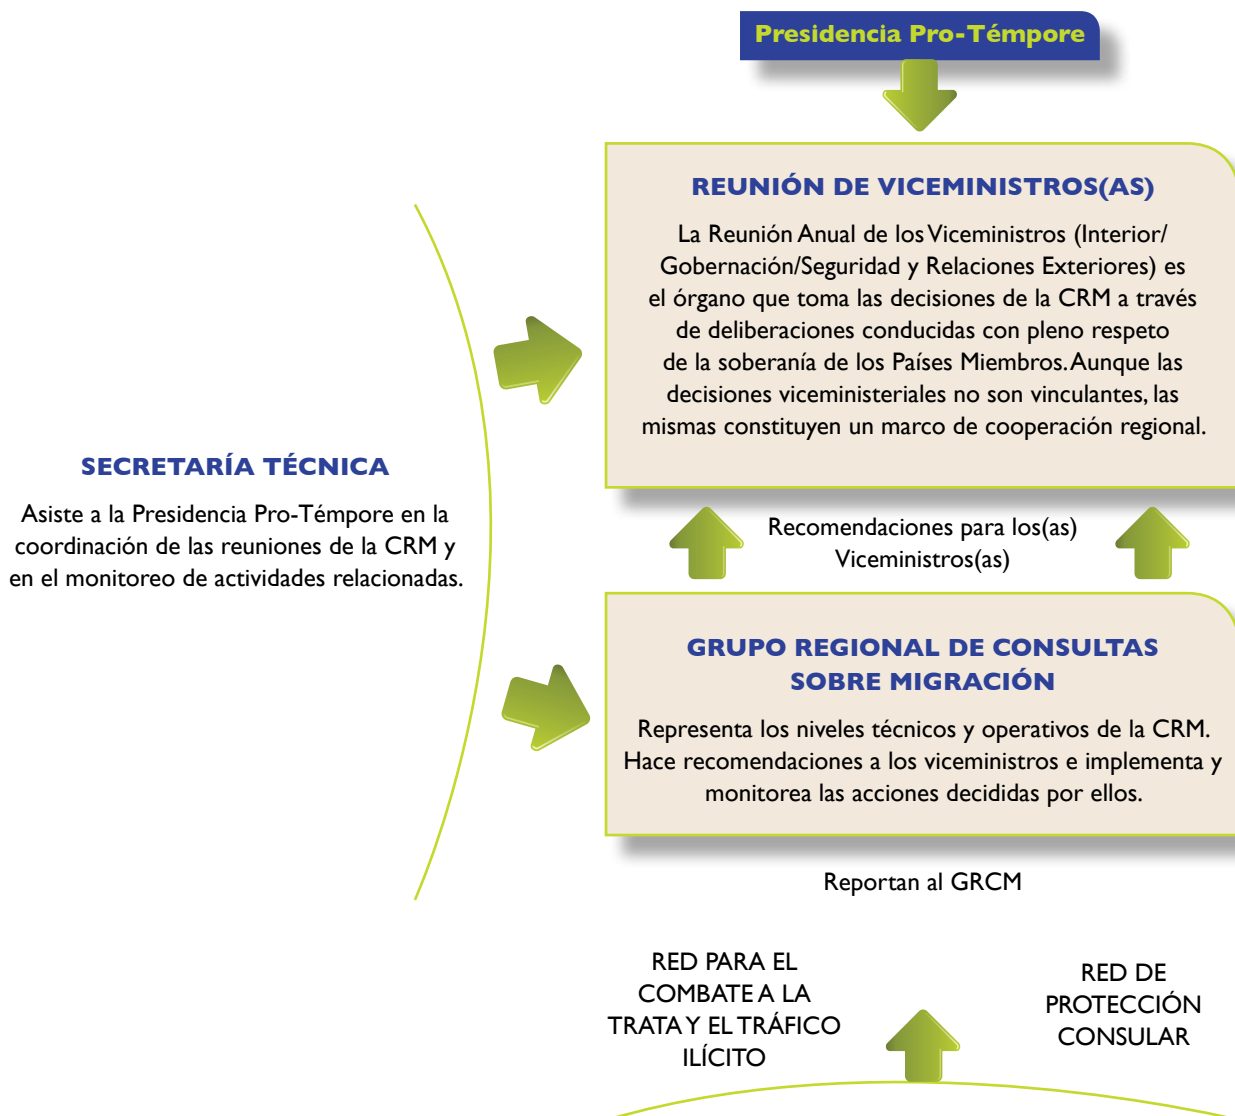 Presidencia Pro-Témpore
REUNIÓN DE VICEMINISTROS(AS)
La Reunión Anual de los Viceministros (Interior/
Gobernación/Seguridad y Relaciones Exteriores) es
el órgano que toma las decisiones de la CRM a través
de deliberaciones conducidas con pleno respeto
de la soberanía de los Países Miembros. Aunque las
decisiones viceministeriales no son vinculantes, las
mismas constituyen un marco de cooperación regional.
SECRETARÍA TÉCNICA
Asiste a la Presidencia Pro-Témpore en la
coordinación de las reuniones de la CRM y
en el monitoreo de actividades relacionadas.
Recomendaciones para los(as)
Viceministros(as)
GRUPO REGIONAL DE CONSULTAS
SOBRE MIGRACIÓN
Representa los niveles técnicos y operativos de la CRM.
Hace recomendaciones a los viceministros e implementa y
monitorea las acciones decididas por ellos.
Reportan al GRCM
RED PARA EL
COMBATE A LA
TRATA Y EL TRÁFICO
ILÍCITO
RED DE
PROTECCIÓN
CONSULAR